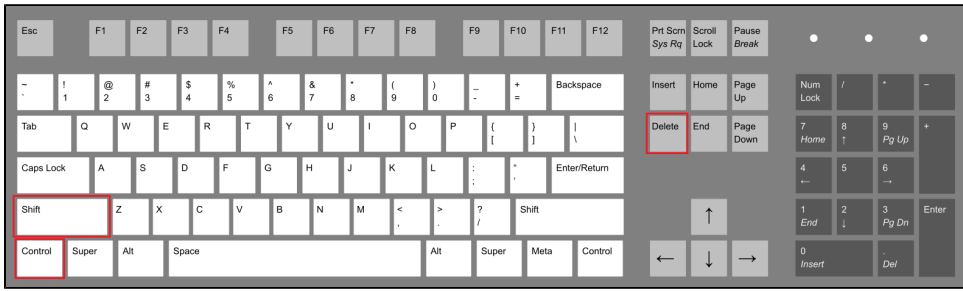 Esc F1 F2 F3 F4 F5 F6 F7 F8 F9 F10 F11 F12 Prt Scrn Scroll Pause
Sys Rq Lock Break
~ ! @ # $ % ^ & * ( ) _ + Backspace Insert Home Page Num / * −
` 1 2 3 4 5 6 7 8 9 0 - = Up Lock
Tab Q W E R T Y U I O P { } | Delete End Page 7 8 9 +
[ ] \ Down Home ↑ Pg Up
Caps Lock A S D F G H J K L : " Enter/Return 4 5 6
; ' ← →
Shift Z X C V B N M < > ? Shift ↑ 1 2 3 Enter
, . / End ↓ Pg Dn
Control Super Alt Space Alt Super Meta Control ← ↓ → 0 .
Insert Del